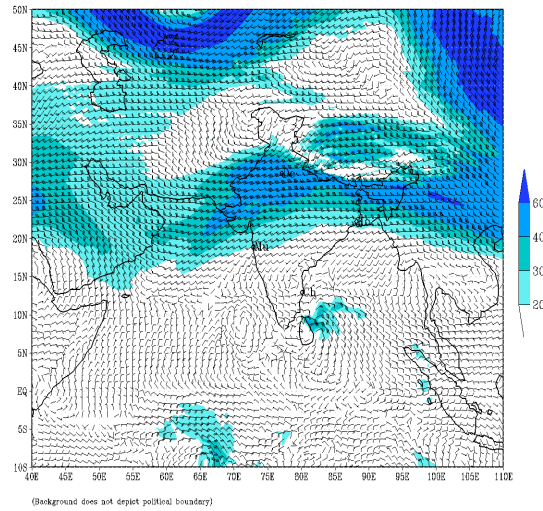 50N
45N
40N
35N
30N
25N
20N
15N
10N
5N
EQ
5S
10S
60
40
30
20
Mu
Ch
40E 45E 50E 55E 60E 65E 70E 75E 80E 85E 90E 95E 100E 105E 110E
(Background does not depict political boundary)